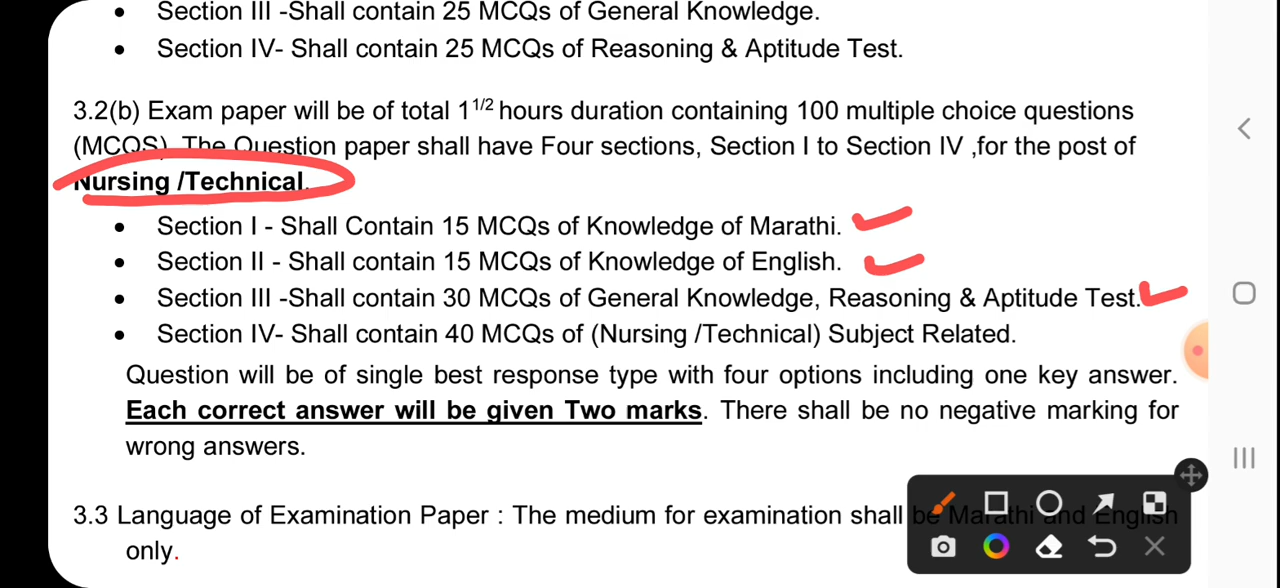 • Section III -Shall contain 25 MCQs of General Knowledge.
• Section IV- Shall contain 25 MCQs of Reasoning & Aptitude Test.
3.2(b) Exam paper will be of total 1 1/2 hours duration containing 100 multiple choice questions
(MCQS). The Question paper shall have Four sections, Section I to Section IV ,for the post of
Nursing /Technical.
• Section I - Shall Contain 15 MCQs of Knowledge of Marathi.
• Section II - Shall contain 15 MCQs of Knowledge of English.
• Section III -Shall contain 30 MCQs of General Knowledge, Reasoning & Aptitude Test.
• Section IV- Shall contain 40 MCQs of (Nursing /Technical) Subject Related.
Question will be of single best response type with four options including one key answer.
Each correct answer will be given Two marks. There shall be no negative marking for
wrong answers.
3.3 Language of Examination Paper : The medium for examination shall be Marathi and English
only.